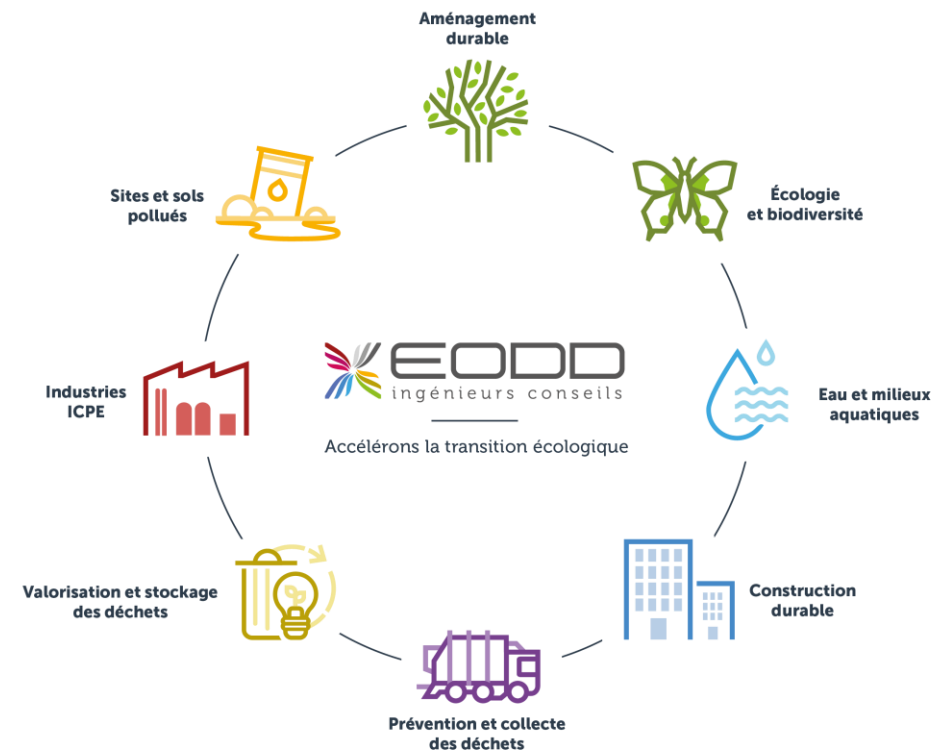 Aménagement
durable
Écologie
et biodiversité
Eau et milieux
aquatiques
Construction
durable
Prévention et collecte
des déchets
Valorisation et stockage
des déchets
Industries
ICPE
Sites et sols
pollués
EODD
ingénieurs conseils
Accélérons la transition écologique